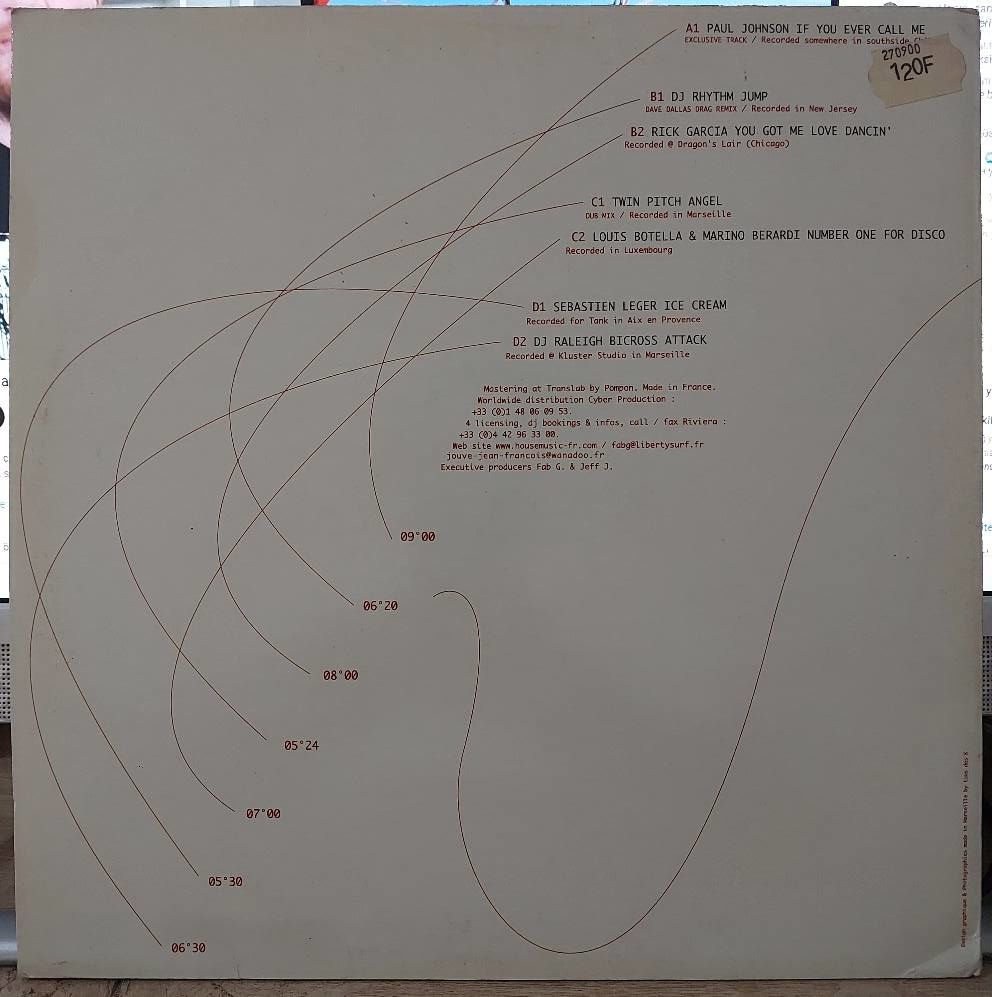 A1 PAUL JOHNSON IF YOU EVER CALL ME
EXCLUSIVE TRACK / Recorded somewhere in southside
270900
120F
B1 DJ RHYTHM JUMP
DAVE DALLAS DRAG REMIX / Recorded in New Jersey
B2 RICK GARCIA YOU GOT ME LOVE DANCIN'
Recorded @ Dragon's Lair (Chicago)
C1 TWIN PITCH ANGEL
DUB MIX / Recorded in Marseille
C2 LOUIS BOTELLA & MARINO BERARDI NUMBER ONE FOR DISCO
Recorded in Luxembourg
D1 SEBASTIEN LEGER ICE CREAM
Recorded for Tank in Aix en Provence
D2 DJ RALEIGH BICROSS ATTACK
Recorded @ Kluster Studio in Marseille
Mastering at Translab by Pompon. Made in France.
Worldwide distribution Cyber Production :
+33 (0)1 48 06 09 53.
4 licensing, dj bookings & infos, call / fax Riviera :
+33 (0)4 42 96 33 00.
Web site www.housemusic-fr.com / fabg@libertysurf.fr
jouve-jean-francois@wanadoo.fr
Executive producers Fab G. & Jeff J.
09°00
06°20
08°00
05°24
07°00
05°30
06°30
Design graphique & Photographics made in Marseille by